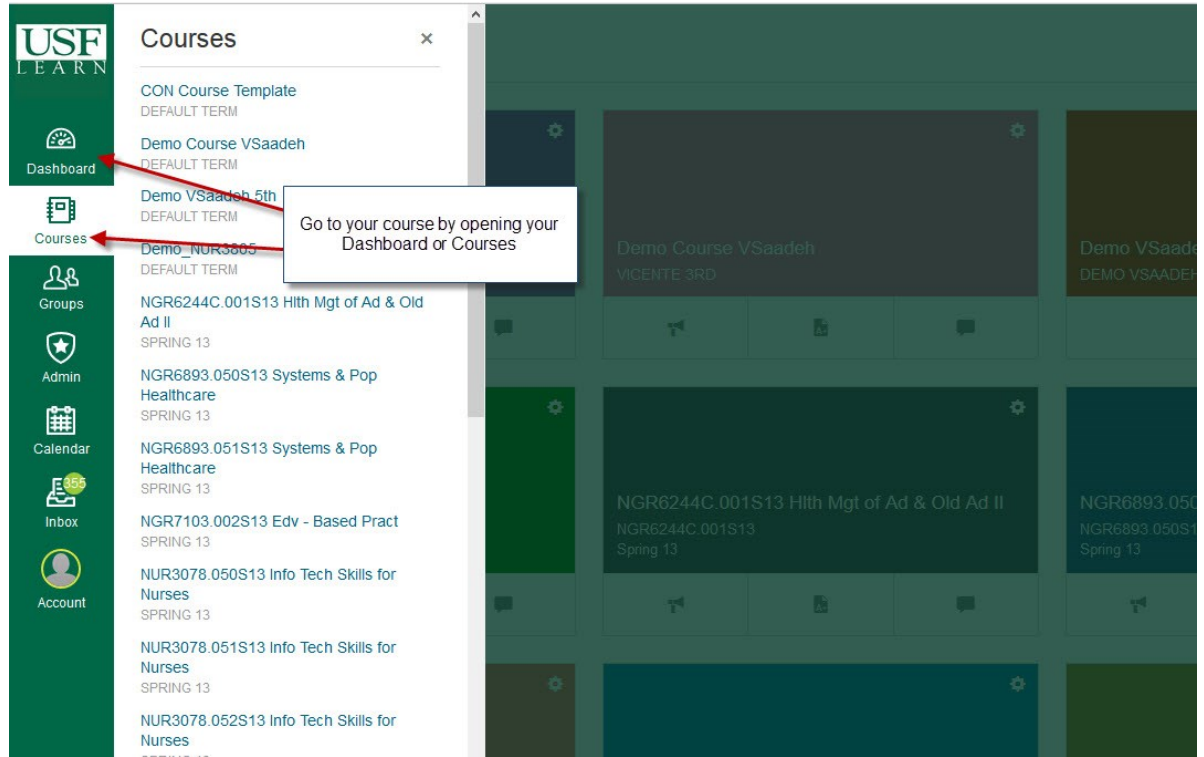 USF
LEARN
Dashboard
Courses
Groups
Admin
Calendar
355
Inbox
Account
Courses ×
CON Course Template
DEFAULT TERM
Demo Course VSaadeh
DEFAULT TERM
Demo VSaadeh 5th
DEFAULT TERM
Demo_NUR3805
DEFAULT TERM
NGR6244C.001S13 Hlth Mgt of Ad & Old
Ad II
SPRING 13
NGR6893.050S13 Systems & Pop
Healthcare
SPRING 13
NGR6893.051S13 Systems & Pop
Healthcare
SPRING 13
NGR7103.002S13 Edv - Based Pract
SPRING 13
NUR3078.050S13 Info Tech Skills for
Nurses
SPRING 13
NUR3078.051S13 Info Tech Skills for
Nurses
SPRING 13
NUR3078.052S13 Info Tech Skills for
Nurses
Go to your course by opening your
Dashboard or Courses
Demo Course VSaadeh
VICENTE 3RD
Demo VSaade
DEMO VSAADEH
NGR6244C.001S13 Hlth Mgt of Ad & Old Ad II
NGR6244C.001S13
Spring 13
NGR6893.050
NGR6893.050S1
Spring 13